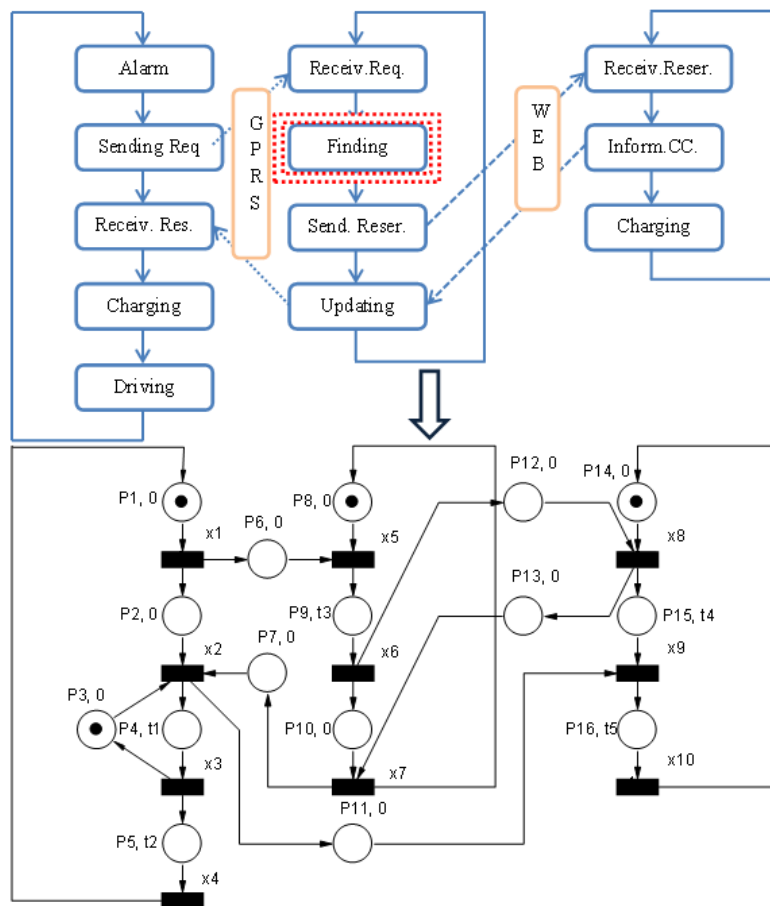 Alarm
Sending Req
Receiv. Res.
Charging
Driving
GPRS
Receiv.Req.
Finding
Send. Reser.
Updating
WEB
Receiv.Reser.
Inform.CC.
Charging
P1, 0
x1
P6, 0
P2, 0
x2
P7, 0
P3, 0
P4, t1
x3
P5, t2
x4
P8, 0
x5
P9, t3
x6
P10, 0
x7
P11, 0
P12, 0
P13, 0
P14, 0
x8
P15, t4
x9
P16, t5
x10